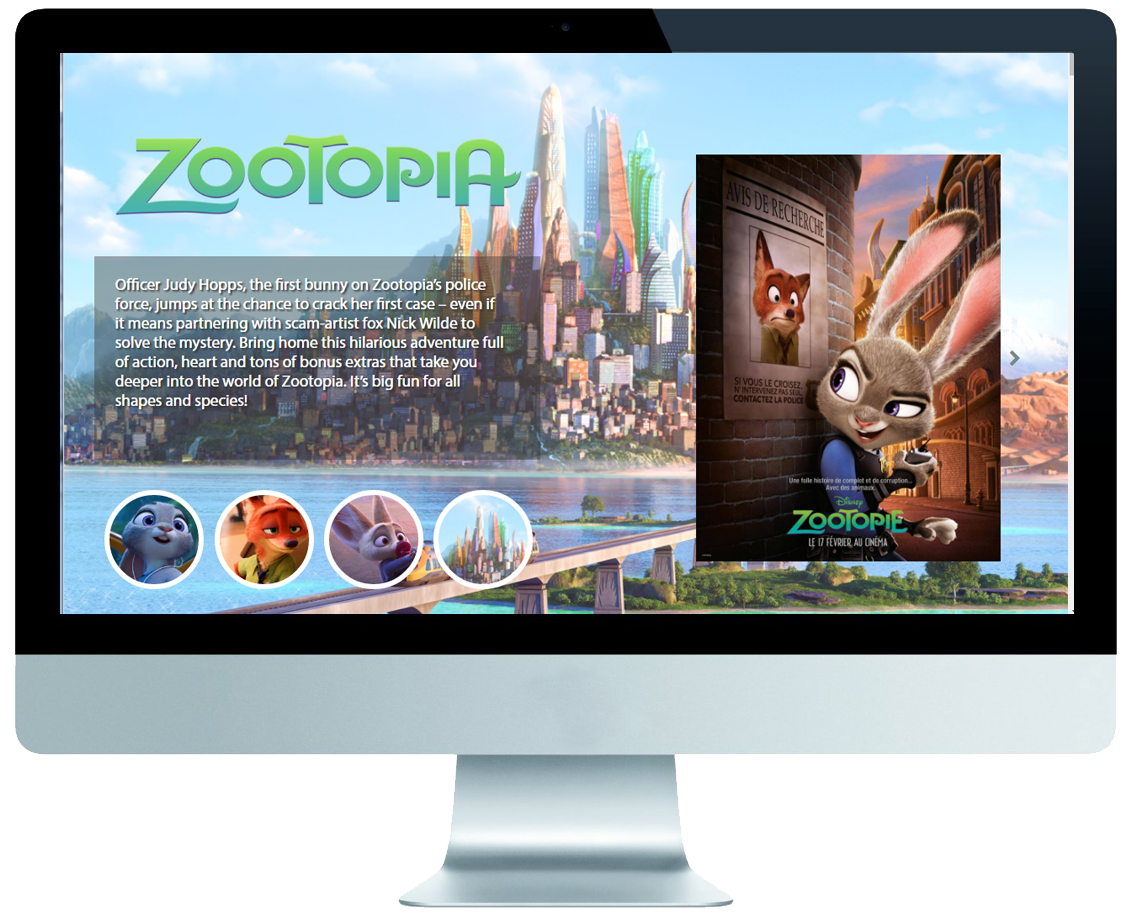 ZOOTOPIA
Officer Judy Hopps, the first bunny on Zootopia's police
force, jumps at the chance to crack her first case – even if
it means partnering with scam-artist fox Nick Wilde to
solve the mystery. Bring home this hilarious adventure full
of action, heart and tons of bonus extras that take you
deeper into the world of Zootopia. It's big fun for all
shapes and species!
AVIS DE RECHERCHE
SI VOUS LE CROISEZ,
N'INTERVENEZ PAS SEUL,
CONTACTEZ LA POLICE
Une folle histoire de complot et de corruption...
Avec des animaux.
Disney
ZOOTOPIE
LE 17 FÉVRIER AU CINÉMA